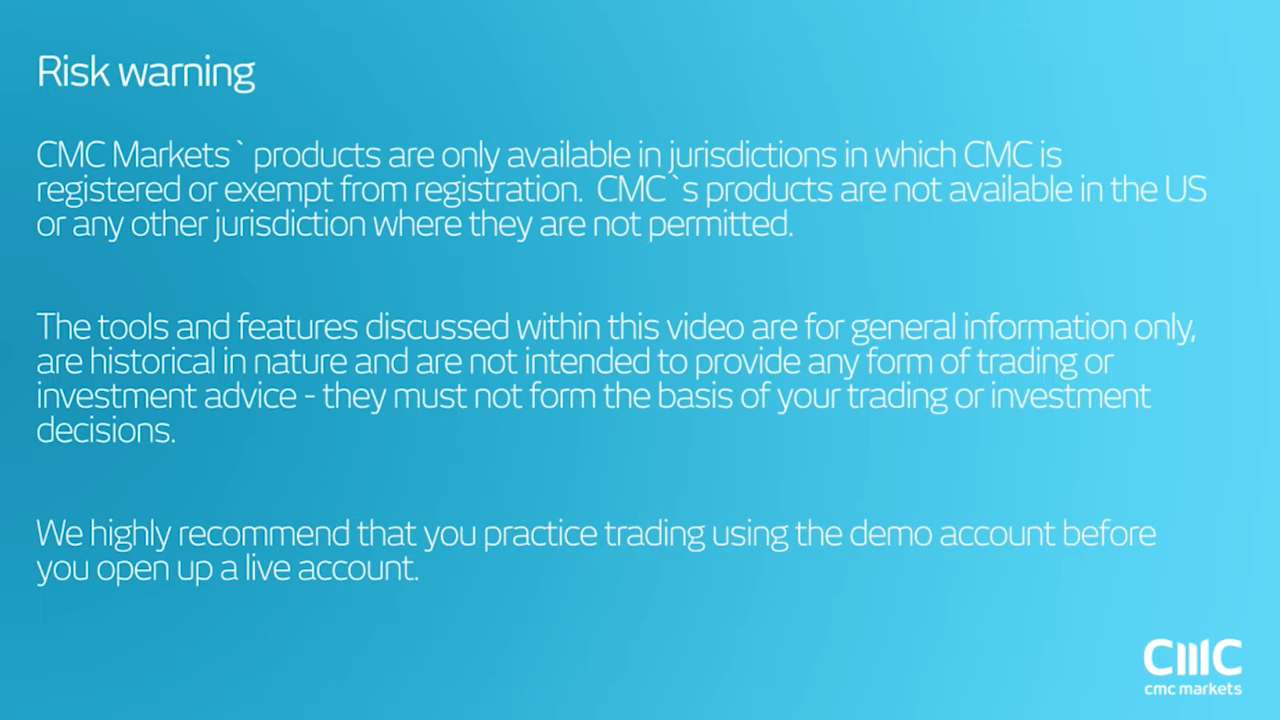 Risk warning
CMC Markets` products are only available in jurisdictions in which CMC is
registered or exempt from registration.  CMC`s products are not available in the US
or any other jurisdiction where they are not permitted.
The tools and features discussed within this video are for general information only,
are historical in nature and are not intended to provide any form of trading or
investment advice - they must not form the basis of your trading or investment
decisions.
We highly recommend that you practice trading using the demo account before
you open up a live account.
CMC
cmc markets